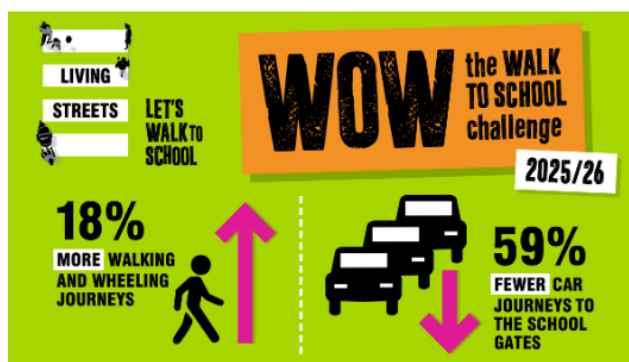 LIVING
STREETS
LET'S
WALK TO
SCHOOL
WOW
the WALK
TO SCHOOL
challenge
2025/26
18%
MORE WALKING
AND WHEELING
JOURNEYS
59%
FEWER CAR
JOURNEYS TO
THE SCHOOL
GATES